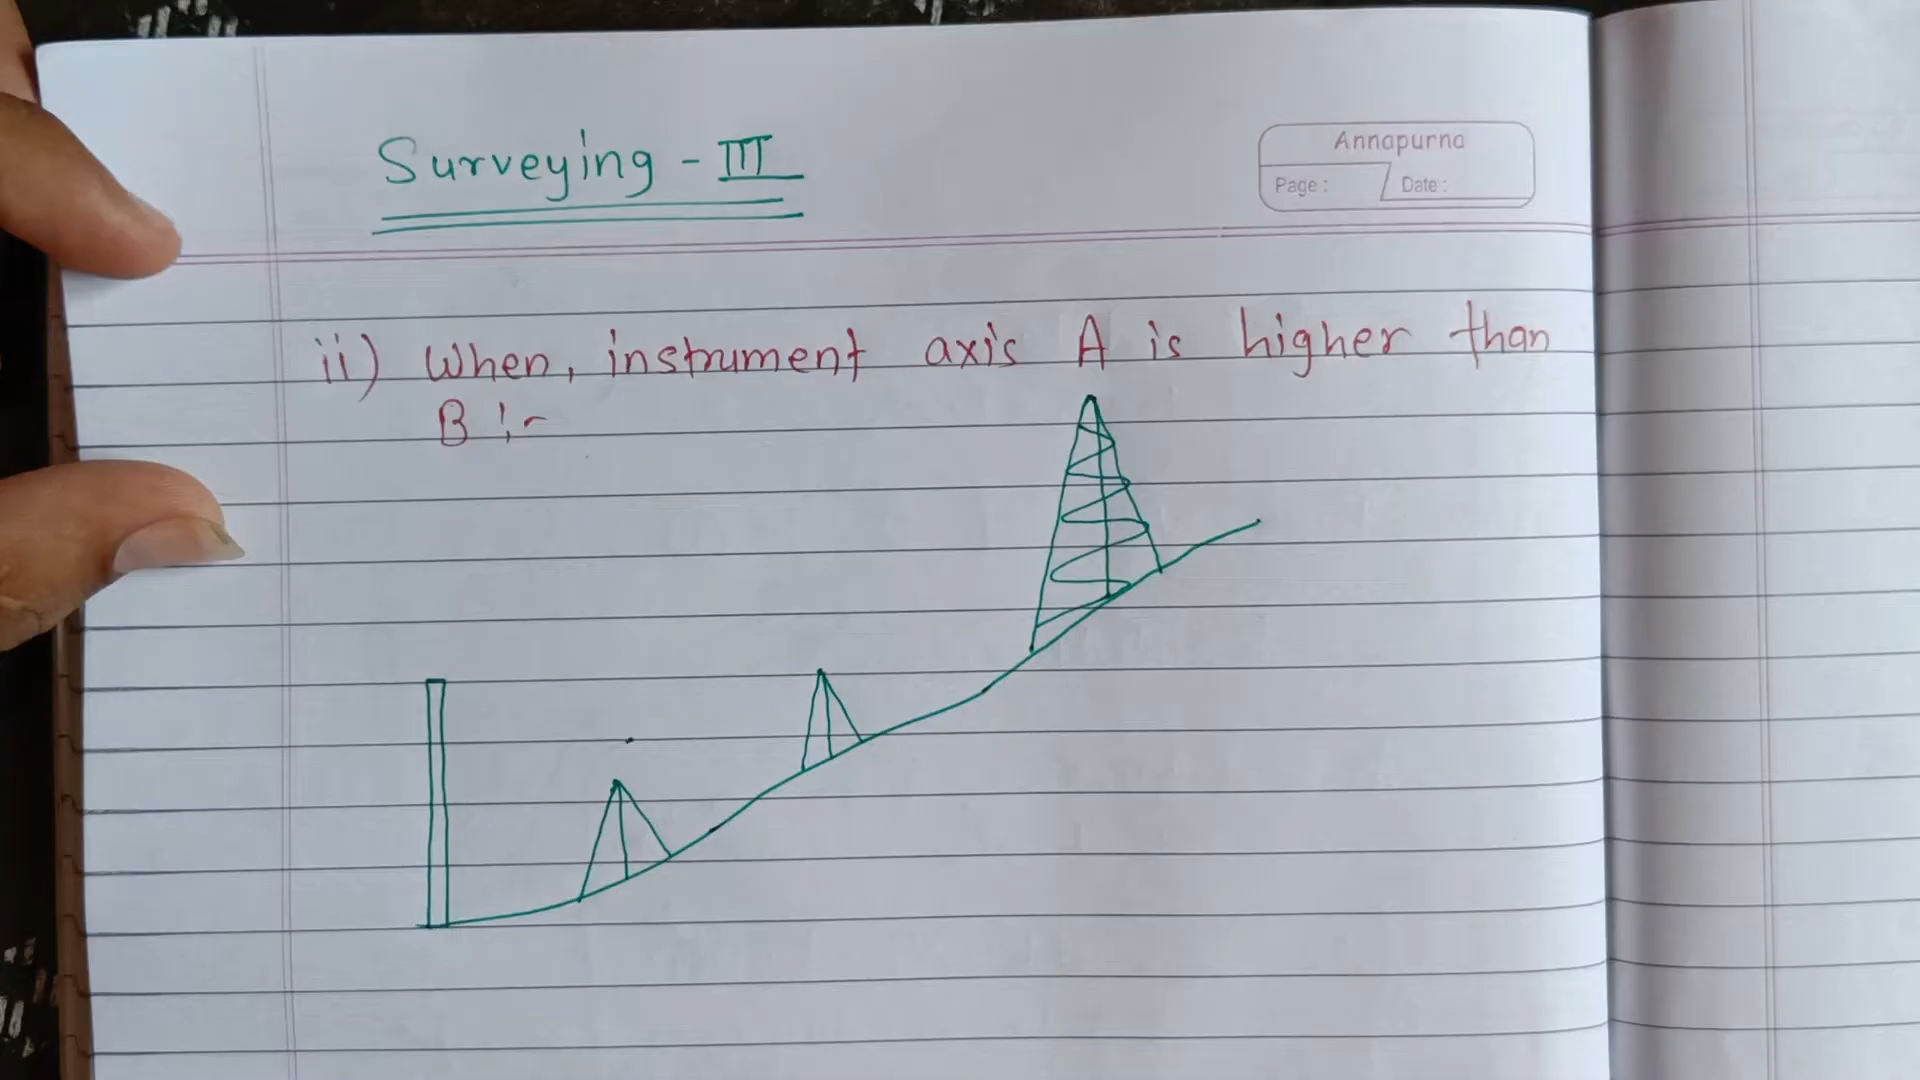 Surveying - III
Annapurna
Page :
Date :
ii) When, instrument axis A is higher than
B :-